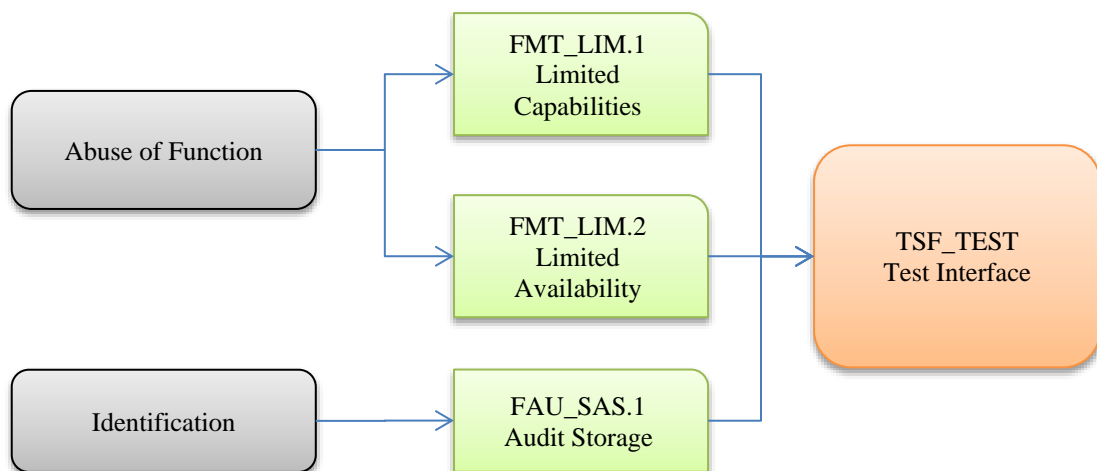 FMT_LIM.1
Limited
Capabilities
Abuse of Function
FMT_LIM.2
Limited
Availability
TSF_TEST
Test Interface
Identification
FAU_SAS.1
Audit Storage